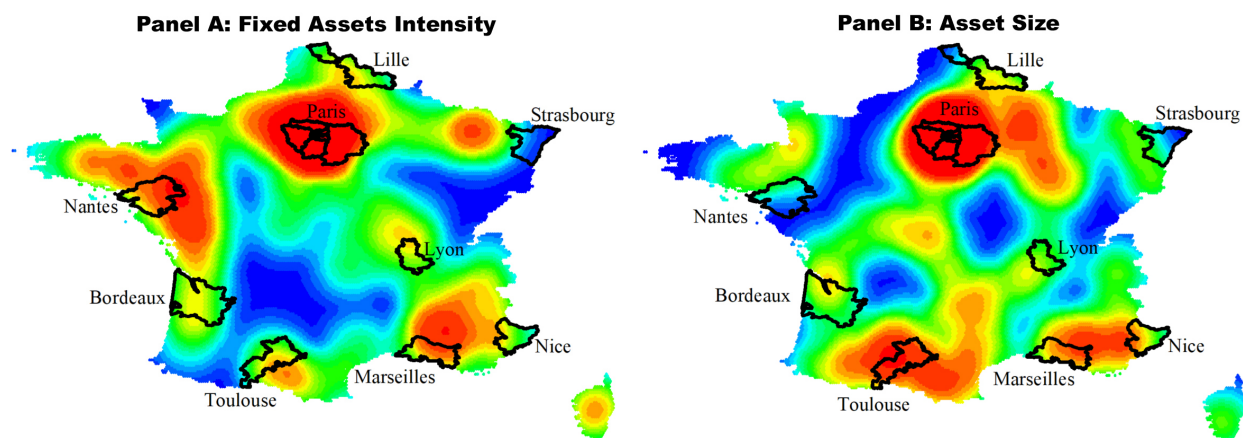 Panel A: Fixed Assets Intensity
Lille
Paris
Strasbourg
Nantes
Lyon
Bordeaux
Nice
Marseilles
Toulouse
Panel B: Asset Size
Lille
Paris
Strasbourg
Nantes
Lyon
Bordeaux
Nice
Marseilles
Toulouse